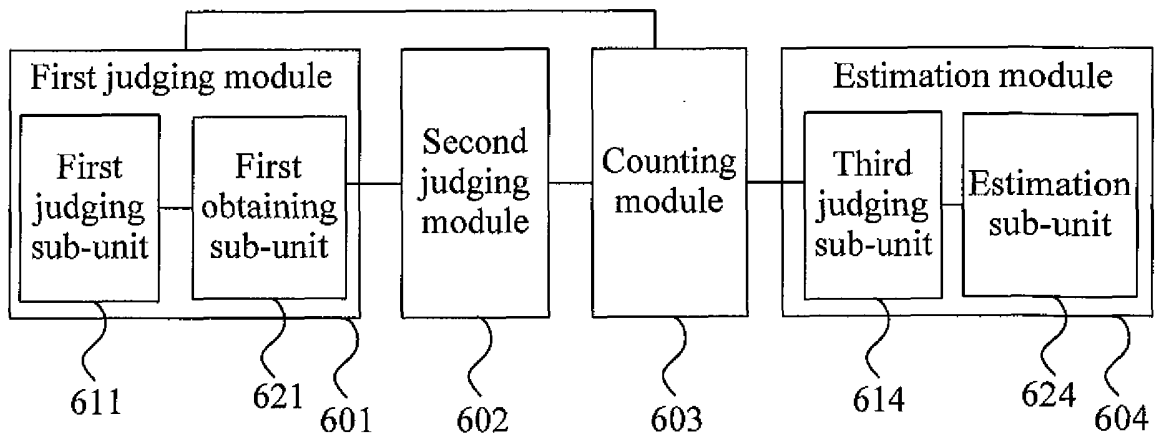 First judging module
First
judging
sub-unit
First
obtaining
sub-unit
Second
judging
module
Counting
module
Estimation module
Third
judging
sub-unit
Estimation
sub-unit
611
621
601
602
603
614
624
604